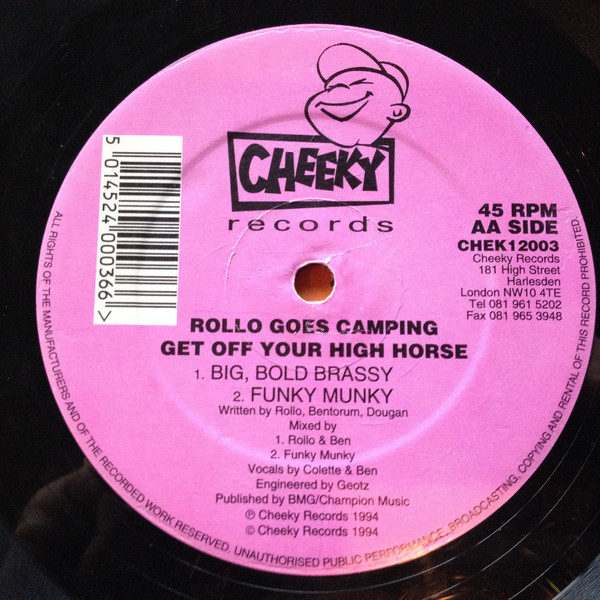 CHEEKY
records
5 014524 000366 >
45 RPM
AA SIDE
CHEK12003
Cheeky Records
181 High Street
Harlesden
London NW10 4TE
Tel 081 961 5202
Fax 081 965 3948
ROLLO GOES CAMPING
GET OFF YOUR HIGH HORSE
1. BIG, BOLD BRASSY
2. FUNKY MUNKY
Written by Rollo, Bentorum, Dougan
Mixed by
1. Rollo & Ben
2. Funky Munky
Vocals by Colette & Ben
Engineered by Geotz
Published by BMG/Champion Music
℗ Cheeky Records 1994
© Cheeky Records 1994
ALL RIGHTS OF THE MANUFACTURERS AND OF THE RECORDED WORK RESERVED. UNAUTHORISED PUBLIC PERFORMANCE, BROADCASTING, COPYING AND RENTAL OF THIS RECORD PROHIBITED.